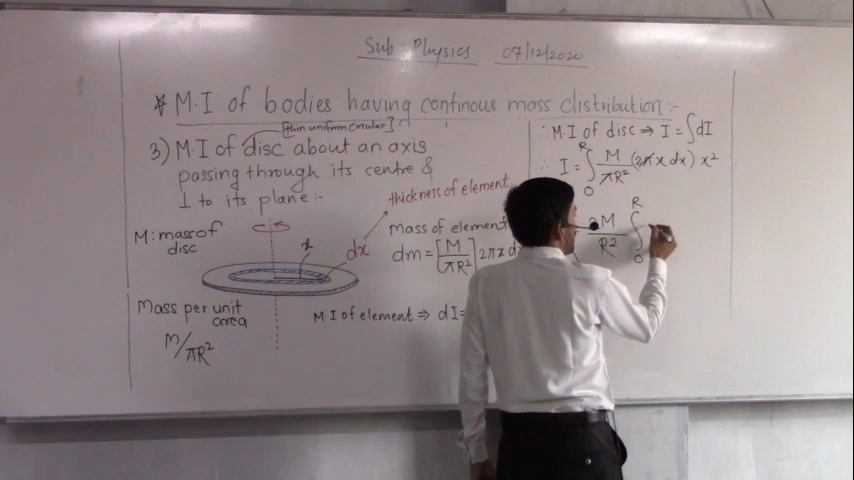 Sub: Physics 07/12/2020
* M.I of bodies having continous mass distribution:-
[thin uniform circular]
3) M.I of disc about an axis
passing through its centre &
⊥ to its plane:-
M: mass of
disc
x
dx
thickness of element
Mass per unit
area
M/πR²
Mass of element
dm = [M/πR²] 2πx d
M I of element ⇒ dI =
∴ M.I of disc ⇒ I = ∫dI
∴ I = ∫₀ᴿ M/πR² (2πx dx) x²
2M/R² ∫₀ᴿ